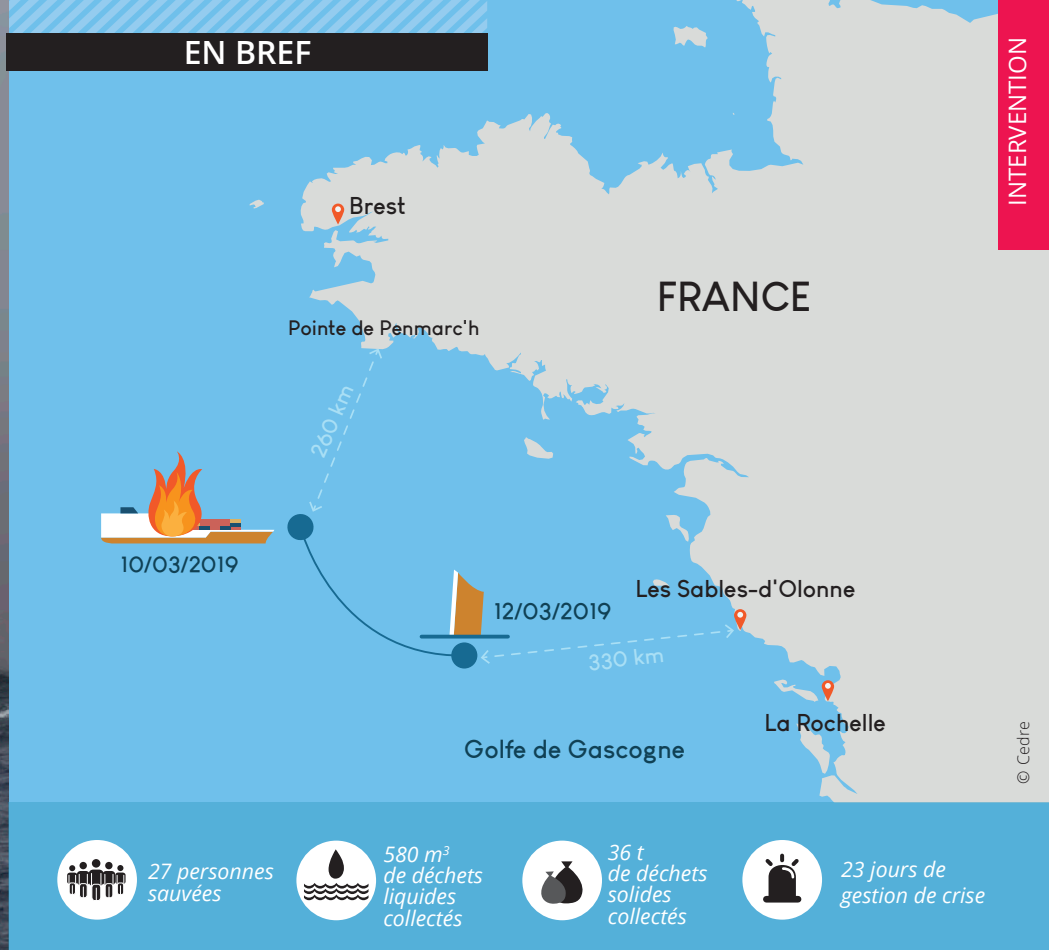 EN BREF
INTERVENTION
Brest
FRANCE
Pointe de Penmarc'h
260 km
10/03/2019
Les Sables-d'Olonne
12/03/2019
330 km
La Rochelle
Golfe de Gascogne
© Cedre
27 personnes
sauvées
580 m³
de déchets
liquides
collectés
36 t
de déchets
solides
collectés
23 jours de
gestion de crise